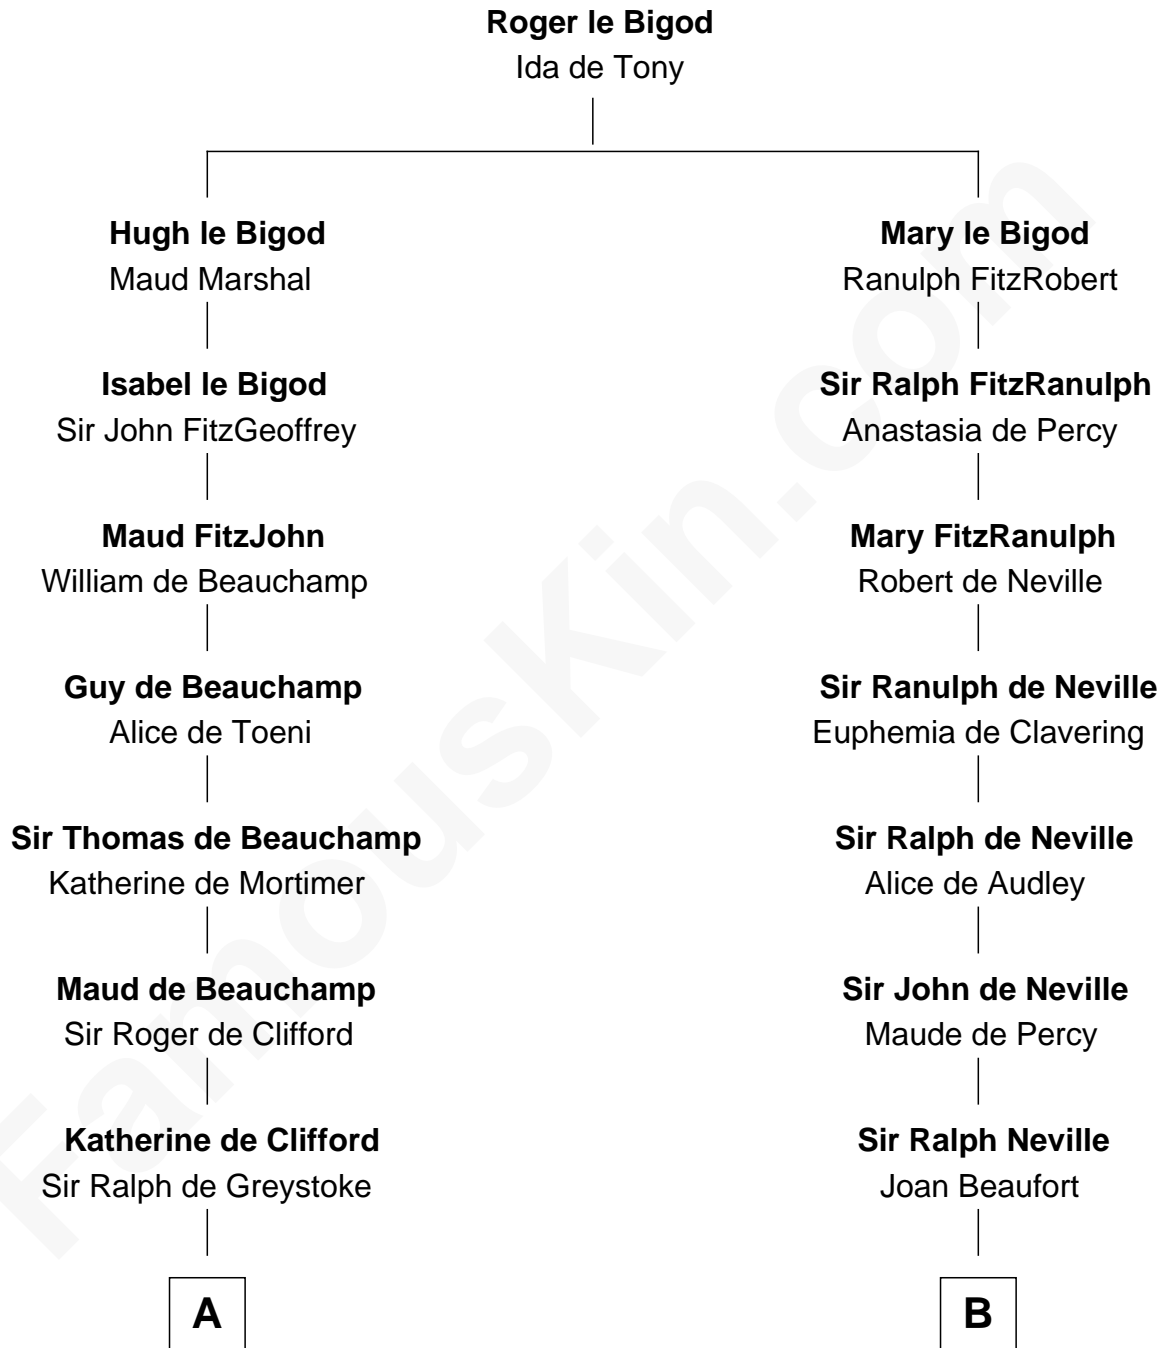 Roger le Bigod
Ida de Tony
Hugh le Bigod
Maud Marshal
Mary le Bigod
Ranulph FitzRobert
Isabel le Bigod
Sir John FitzGeoffrey
Sir Ralph FitzRanulph
Anastasia de Percy
Maud FitzJohn
William de Beauchamp
Mary FitzRanulph
Robert de Neville
Guy de Beauchamp
Alice de Toeni
Sir Ranulph de Neville
Euphemia de Clavering
Sir Thomas de Beauchamp
Katherine de Mortimer
Sir Ralph de Neville
Alice de Audley
Maud de Beauchamp
Sir Roger de Clifford
Sir John de Neville
Maude de Percy
Katherine de Clifford
Sir Ralph de Greystoke
Sir Ralph Neville
Joan Beaufort
A
B
FamousKin.com